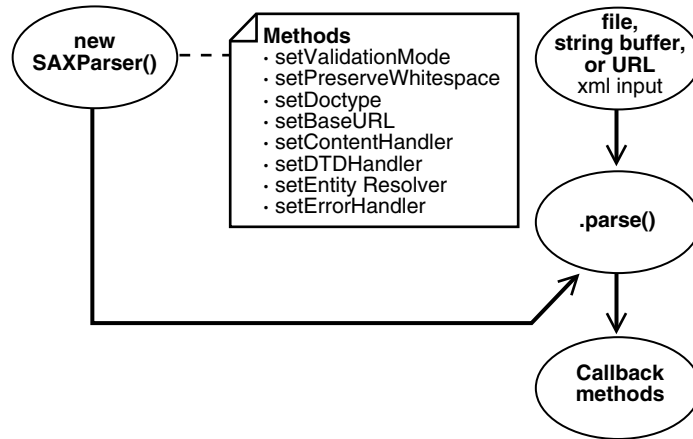 new
SAXParser()
Methods
· setValidationMode
· setPreserveWhitespace
· setDoctype
· setBaseURL
· setContentHandler
· setDTDHandler
· setEntity Resolver
· setErrorHandler
file,
string buffer,
or URL
xml input
.parse()
Callback
methods